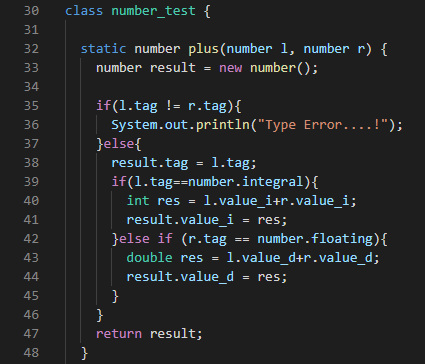 30 class number_test {
31
32   static number plus(number l, number r) {
33     number result = new number();
34
35     if(l.tag != r.tag){
36       System.out.println("Type Error....!");
37     }else{
38       result.tag = l.tag;
39       if(l.tag==number.integral){
40         int res = l.value_i+r.value_i;
41         result.value_i = res;
42       }else if (r.tag == number.floating){
43         double res = l.value_d+r.value_d;
44         result.value_d = res;
45       }
46     }
47     return result;
48   }